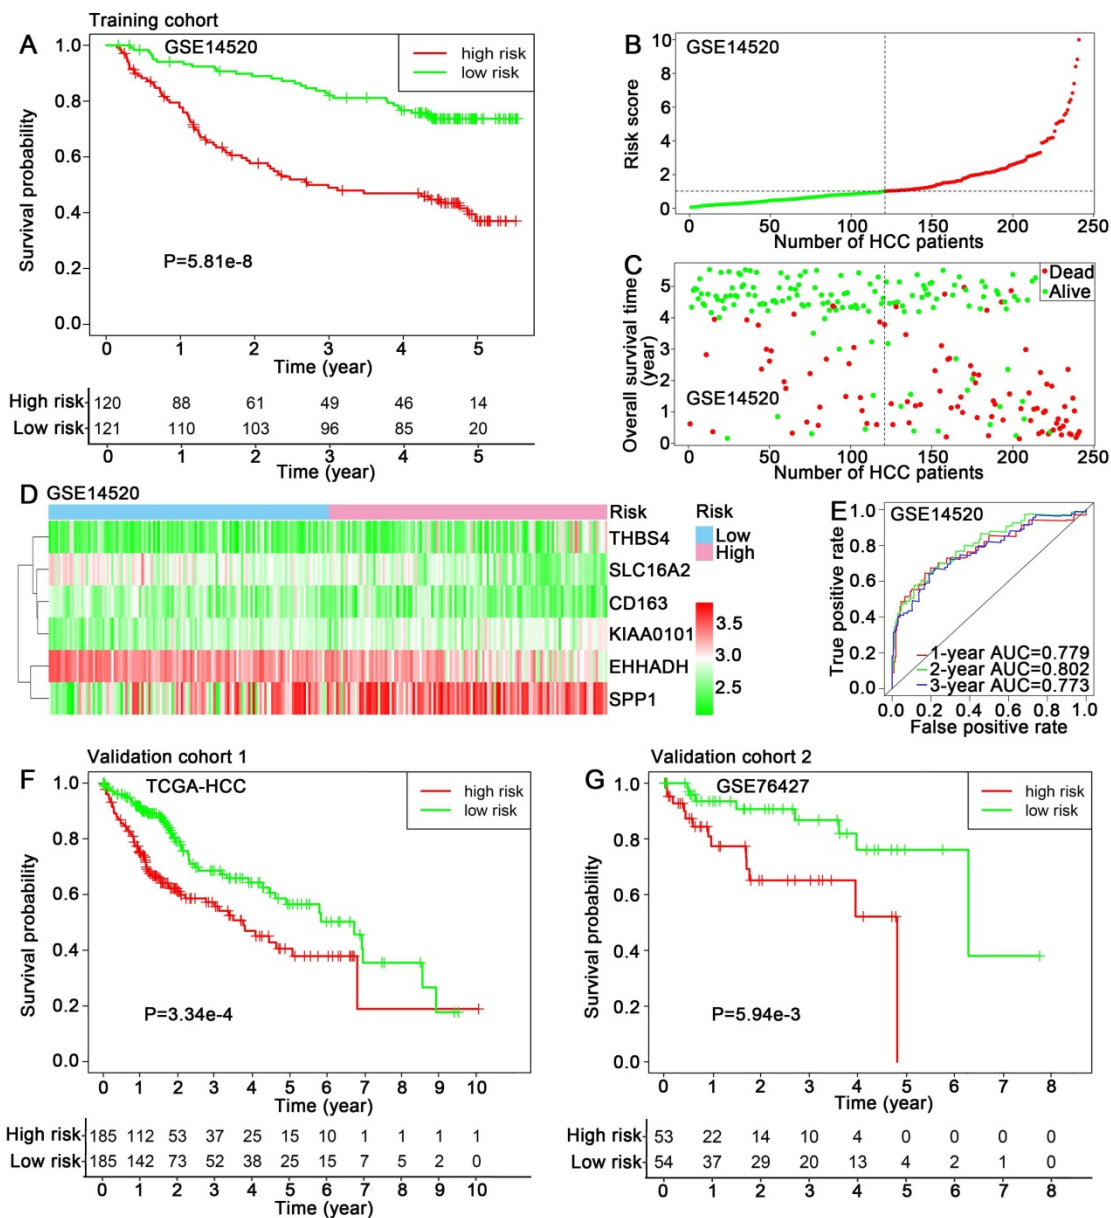 Training cohort
A
GSE14520
high risk
low risk
Survival probability
1.0
0.8
0.6
0.4
0.2
0.0
P=5.81e-8
0 1 2 3 4 5
Time (year)
High risk 120 88 61 49 46 14
Low risk 121 110 103 96 85 20
0 1 2 3 4 5
Time (year)
B
GSE14520
Risk score
10
8
6
4
2
0
0 50 100 150 200 250
Number of HCC patients
C
Dead
Alive
GSE14520
Overall survival time
(year)
5
4
3
2
1
0
0 50 100 150 200 250
Number of HCC patients
D GSE14520
Risk
THBS4
SLC16A2
CD163
KIAA0101
EHHADH
SPP1
Risk
Low
High
3.5
3.0
2.5
E
GSE14520
True positive rate
1.0
0.8
0.6
0.4
0.2
0.0
1-year AUC=0.779
2-year AUC=0.802
3-year AUC=0.773
0.0 0.2 0.4 0.6 0.8 1.0
False positive rate
Validation cohort 1
F
TCGA-HCC
high risk
low risk
Survival probability
1.0
0.8
0.6
0.4
0.2
0.0
P=3.34e-4
0 1 2 3 4 5 6 7 8 9 10
Time (year)
High risk 185 112 53 37 25 15 10 1 1 1 1
Low risk 185 142 73 52 38 25 15 7 5 2 0
0 1 2 3 4 5 6 7 8 9 10
Time (year)
Validation cohort 2
G
GSE76427
high risk
low risk
Survival probability
1.0
0.8
0.6
0.4
0.2
0.0
P=5.94e-3
0 1 2 3 4 5 6 7 8
Time (year)
High risk 53 22 14 10 4 0 0 0 0
Low risk 54 37 29 20 13 4 2 1 0
0 1 2 3 4 5 6 7 8
Time (year)